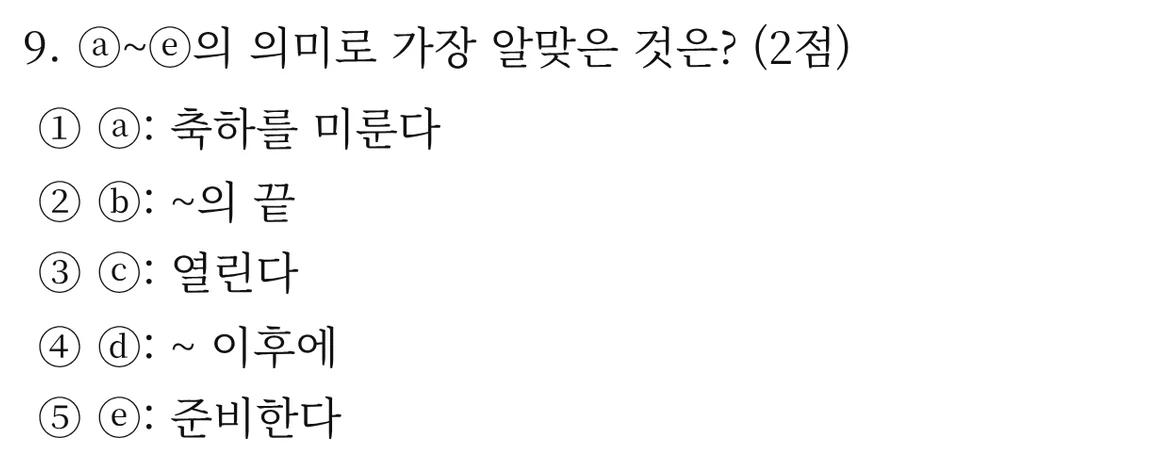 9. ⓐ~ⓔ의 의미로 가장 알맞은 것은? (2점)
① ⓐ: 축하를 미룬다
② ⓑ: ~의 끝
③ ⓒ: 열린다
④ ⓓ: ~ 이후에
⑤ ⓔ: 준비한다